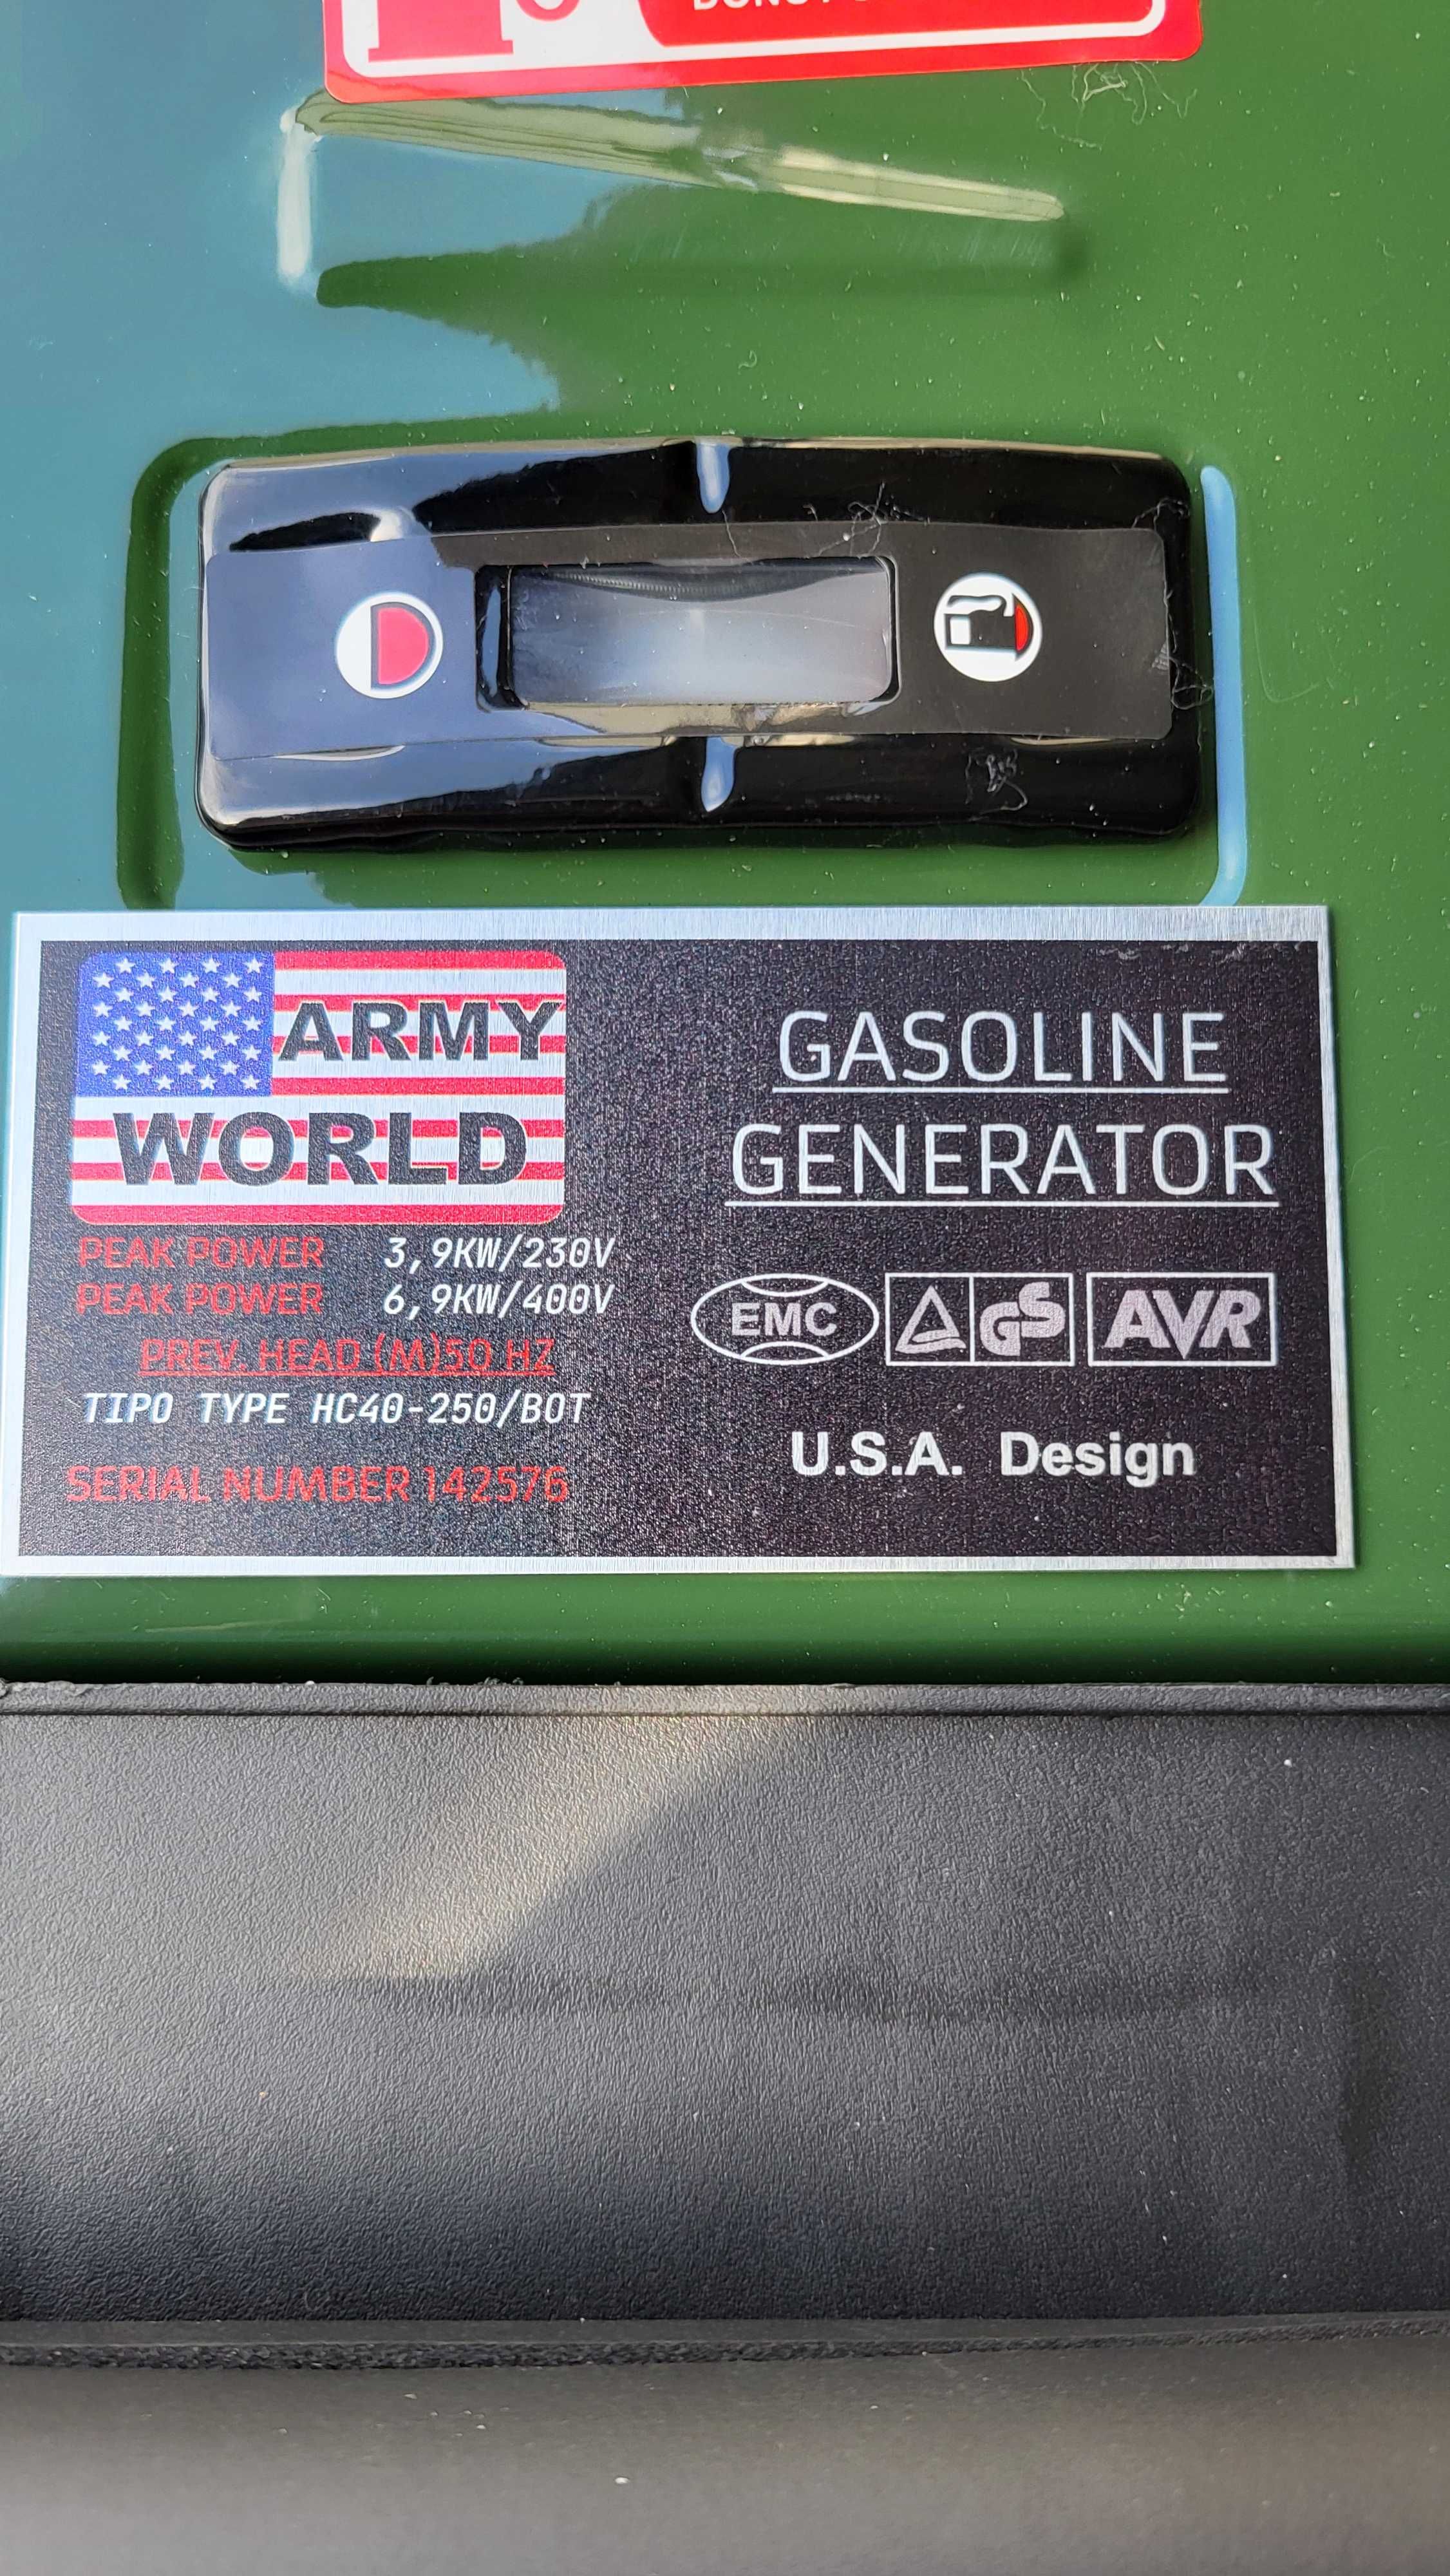 ARMY
WORLD
PEAK POWER 3,9KW/230V
PEAK POWER 6,9KW/400V
PREV. HEAD (M)50 HZ
TIPO TYPE HC40-250/BOT
SERIAL NUMBER 142576
GASOLINE
GENERATOR
EMC GS AVR
U.S.A. Design